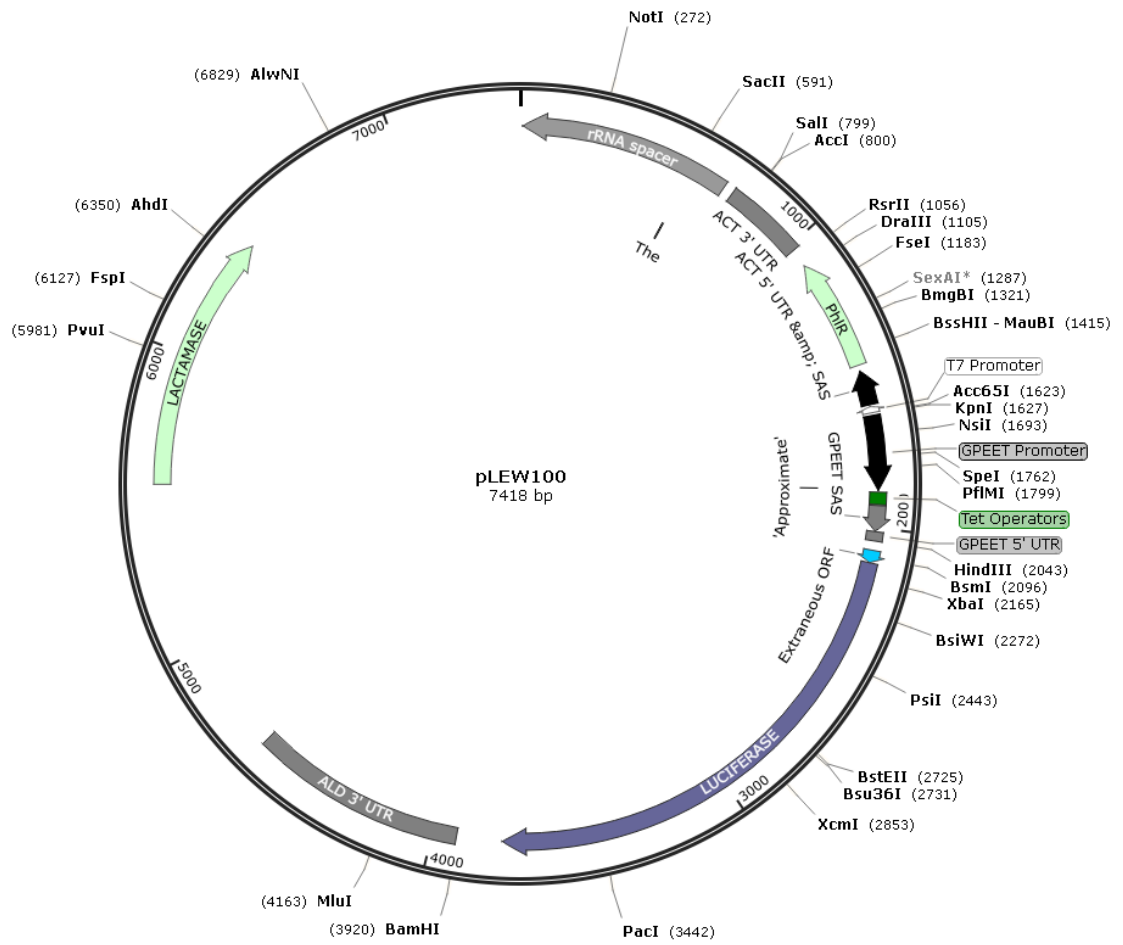 NotI (272)
(6829) AlwNI
SacII (591)
7000
SalI (799)
AccI (800)
rRNA spacer
(6350) AhdI
1000
RsrII (1056)
DraIII (1105)
FseI (1183)
ACT 3' UTR
The
(6127) FspI
SexAI* (1287)
BmgBI (1321)
ACT 5' UTR &amp; SAS
PhlR
(5981) PvuI
BssHII - MauBI (1415)
6000
LACTAMASE
T7 Promoter
Acc65I (1623)
KpnI (1627)
NsiI (1693)
GPEET Promoter
pLEW100
7418 bp
'Approximate'
GPEET SAS
SpeI (1762)
PflMI (1799)
200
Tet Operators
GPEET 5' UTR
HindIII (2043)
BsmI (2096)
XbaI (2165)
Extraneous ORF
BsiWI (2272)
5000
PsiI (2443)
LUCIFERASE
BstEII (2725)
Bsu36I (2731)
3000
ALD 3' UTR
XcmI (2853)
4000
(4163) MluI
(3920) BamHI
PacI (3442)